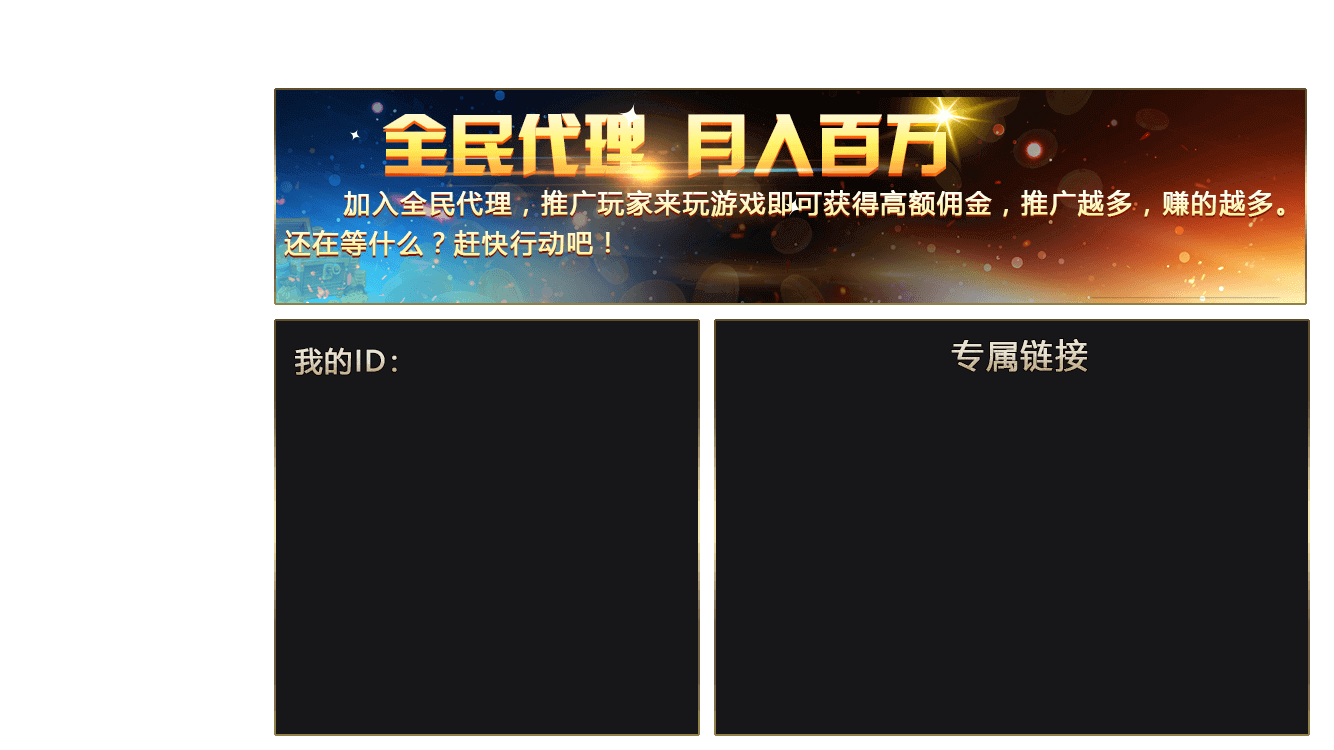 全民代理 月入百万
加入全民代理，推广玩家来玩游戏即可获得高额佣金，推广越多，赚的越多。
还在等什么？赶快行动吧！
我的ID：
专属链接